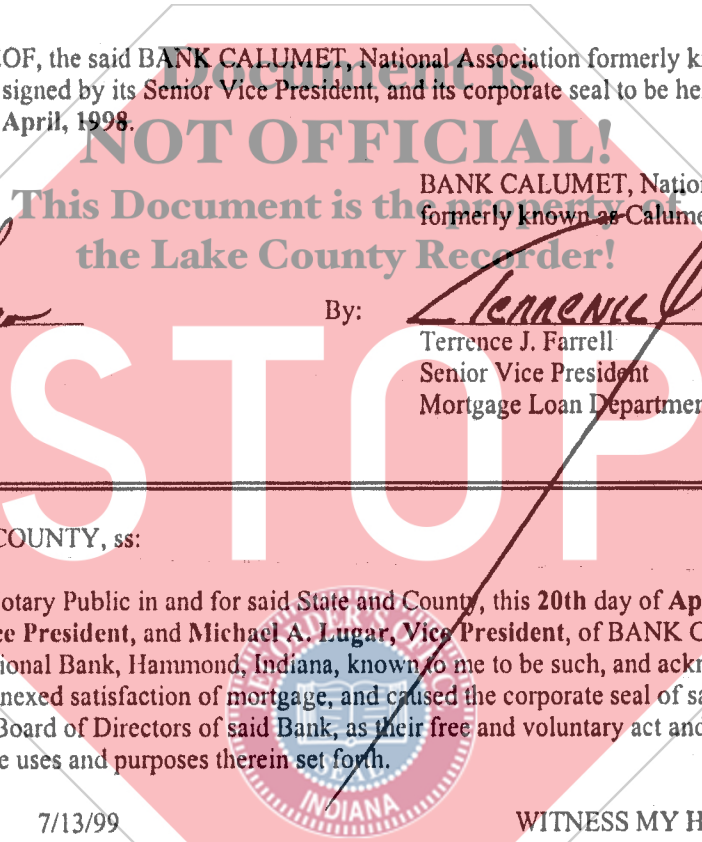 OF, the said BANK CALUMET, National Association formerly k
signed by its Senior Vice President, and its corporate seal to be he
April, 1998.
Document is
NOT OFFICIAL!
This Document is the property of
the Lake County Recorder!
BANK CALUMET, Nation
formerly known as Calume
By:
Terrence
Terrence J. Farrell
Senior Vice President
Mortgage Loan Departmen
STOP
COUNTY, ss:
otary Public in and for said State and County, this 20th day of Ap
ce President, and Michael A. Lugar, Vice President, of BANK C
ional Bank, Hammond, Indiana, known to me to be such, and ackn
nexed satisfaction of mortgage, and caused the corporate seal of sa
Board of Directors of said Bank, as their free and voluntary act and
e uses and purposes therein set forth.
SEAL
INDIANA
7/13/99
WITNESS MY H